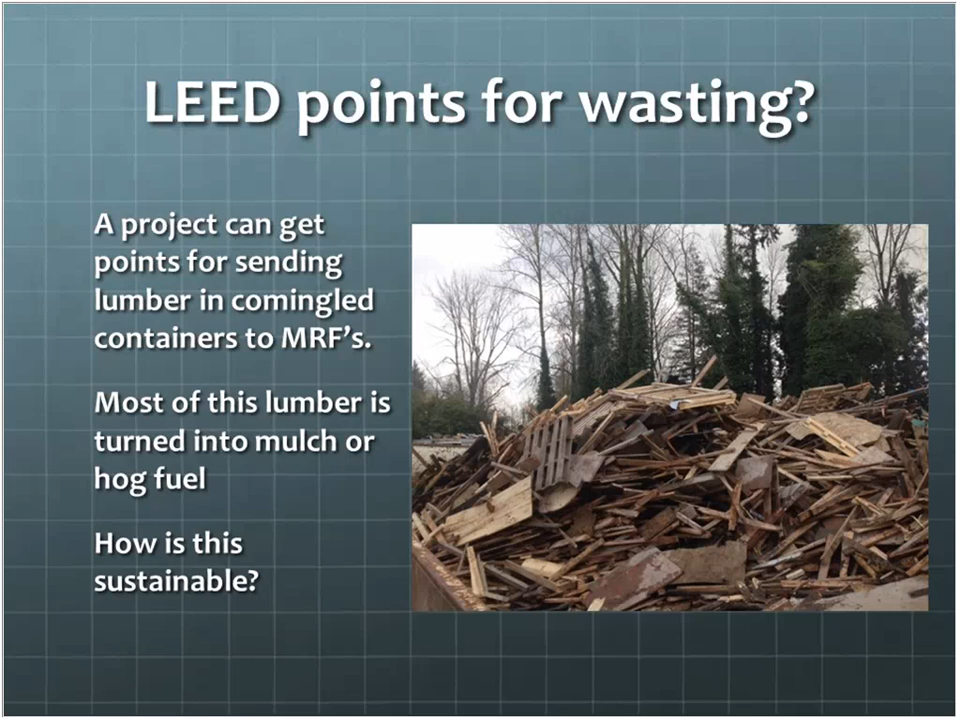 LEED points for wasting?
A project can get
points for sending
lumber in comingled
containers to MRF’s.
Most of this lumber is
turned into mulch or
hog fuel
How is this
sustainable?